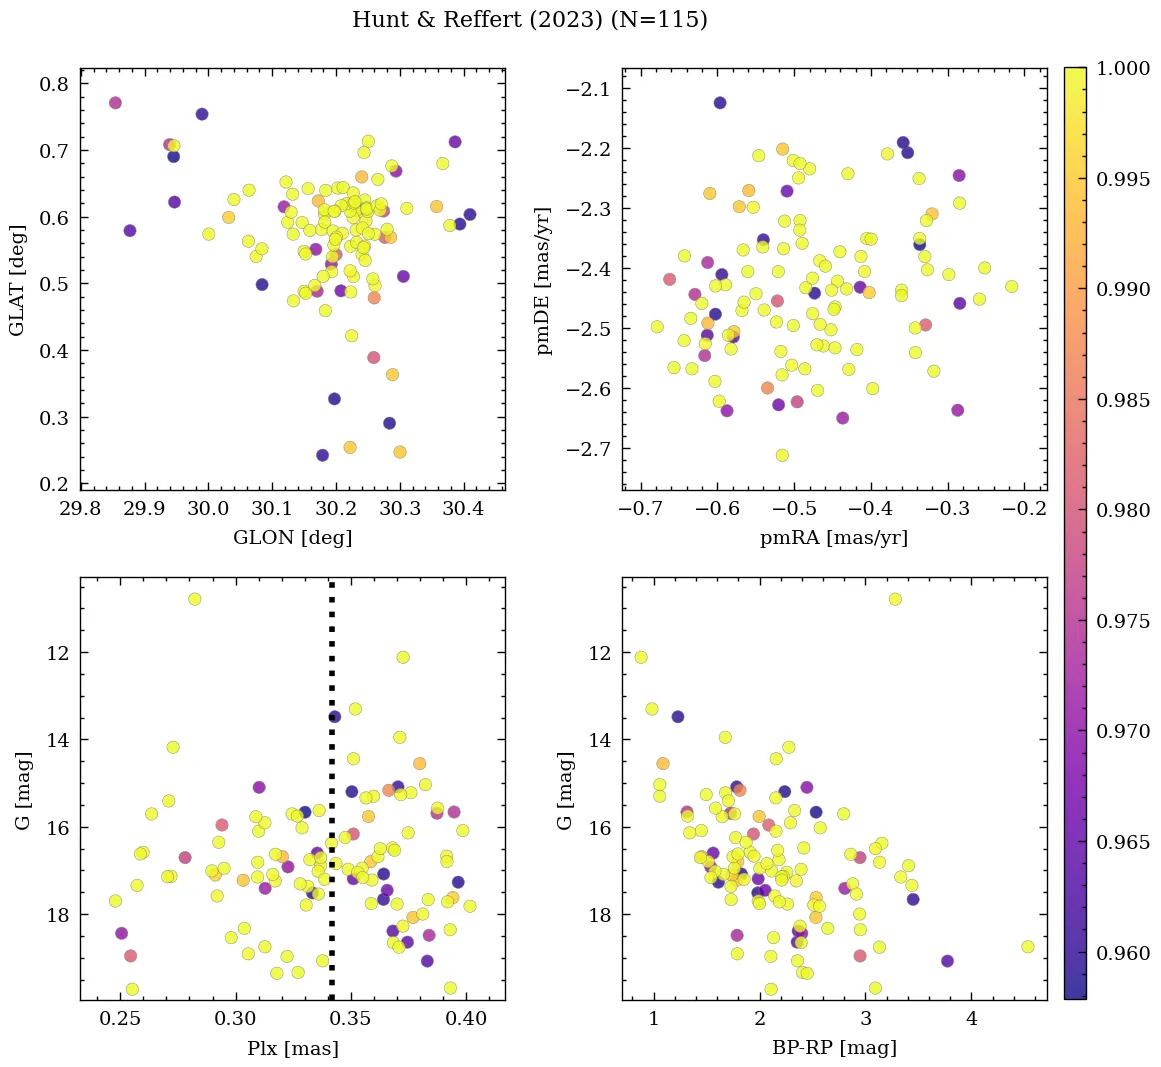 Hunt & Reffert (2023) (N=115)
0.8
0.7
0.6
0.5
0.4
0.3
0.2
GLAT [deg]
29.8 29.9 30.0 30.1 30.2 30.3 30.4
GLON [deg]
−2.1
−2.2
−2.3
−2.4
−2.5
−2.6
−2.7
pmDE [mas/yr]
−0.7 −0.6 −0.5 −0.4 −0.3 −0.2
pmRA [mas/yr]
12
14
16
18
G [mag]
0.25 0.30 0.35 0.40
Plx [mas]
12
14
16
18
G [mag]
1 2 3 4
BP-RP [mag]
1.000
0.995
0.990
0.985
0.980
0.975
0.970
0.965
0.960